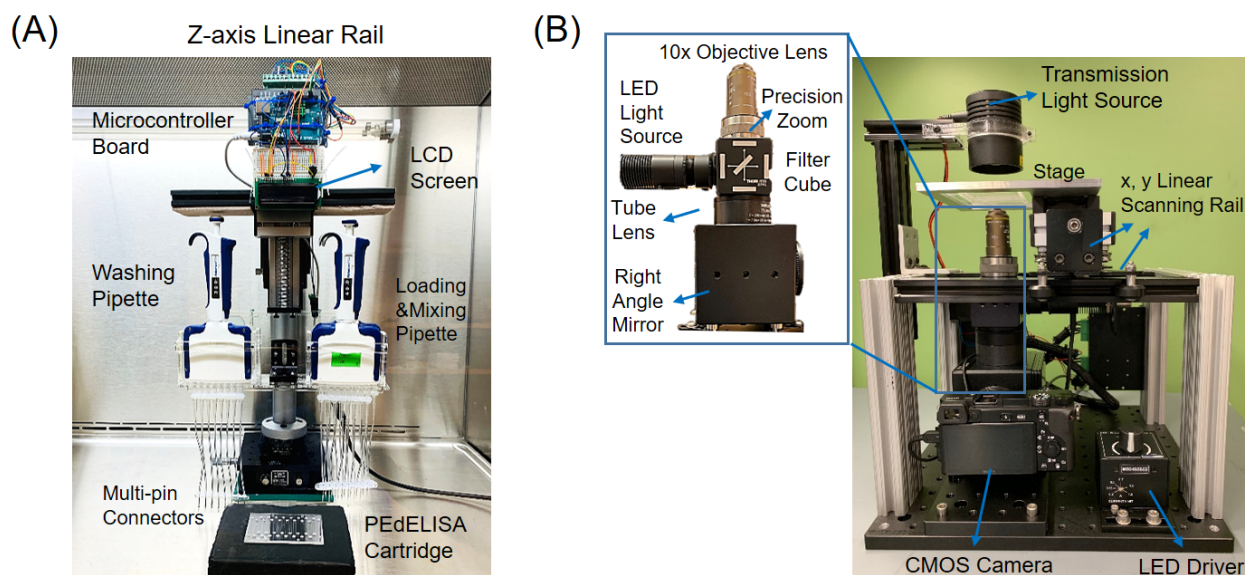 (A)
Z-axis Linear Rail
Microcontroller
Board
LCD
Screen
Washing
Pipette
Loading
&Mixing
Pipette
Multi-pin
Connectors
PEdELISA
Cartridge
(B)
10x Objective Lens
LED
Light
Source
Precision
Zoom
Filter
Cube
Tube
Lens
Right
Angle
Mirror
Transmission
Light Source
Stage
x, y Linear
Scanning Rail
CMOS Camera
LED Driver